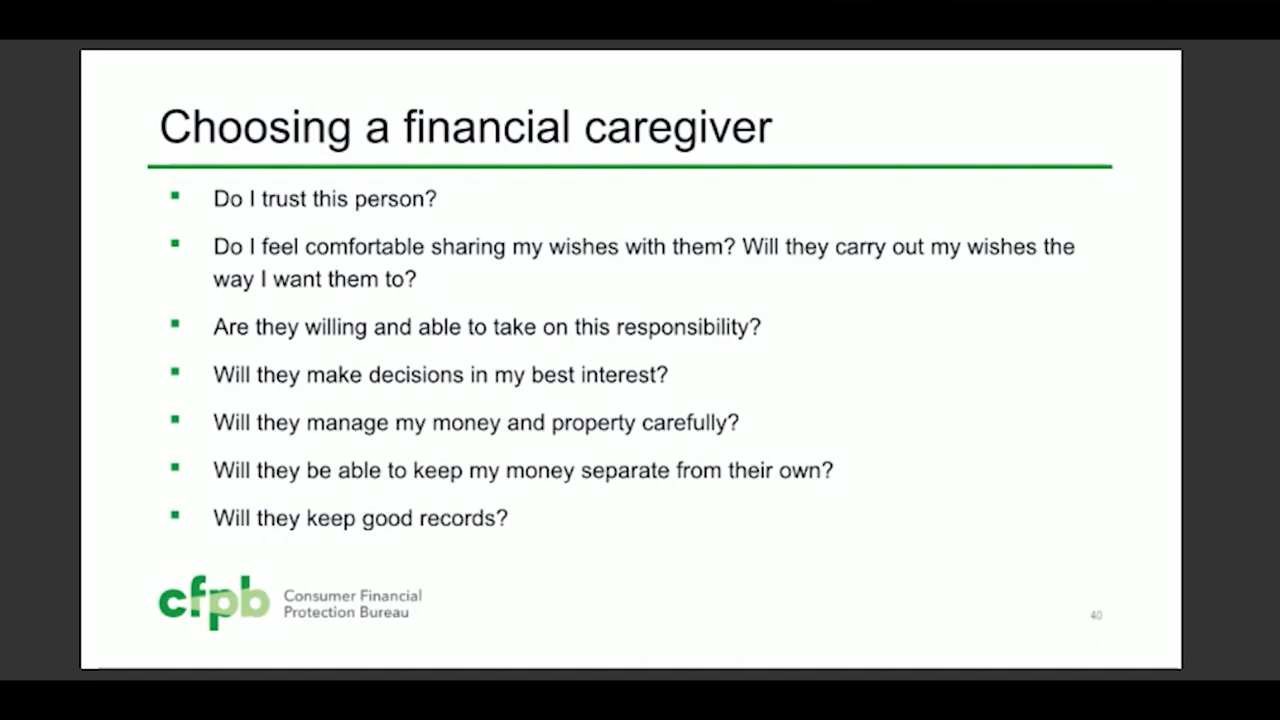 Choosing a financial caregiver
Do I trust this person?
Do I feel comfortable sharing my wishes with them? Will they carry out my wishes the
way I want them to?
Are they willing and able to take on this responsibility?
Will they make decisions in my best interest?
Will they manage my money and property carefully?
Will they be able to keep my money separate from their own?
Will they keep good records?
cfpb
Consumer Financial
Protection Bureau
40